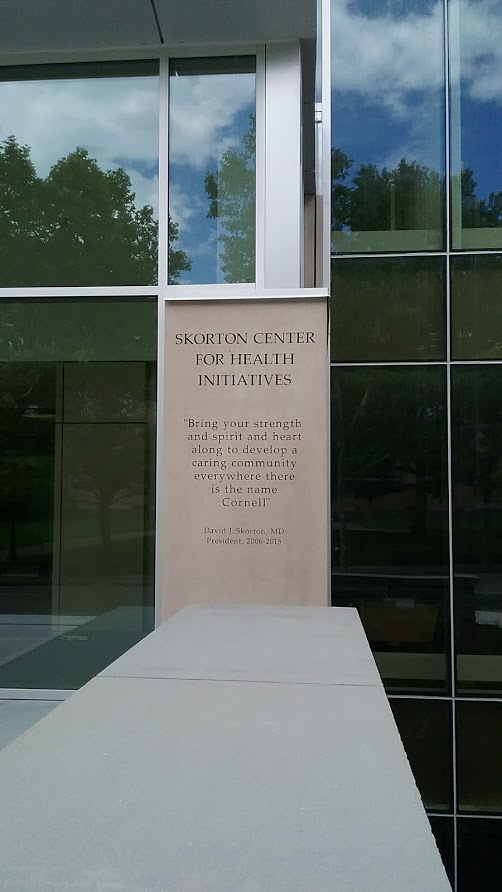 SKORTON CENTER
FOR HEALTH
INITIATIVES
"Bring your strength
and spirit and heart
along to develop a
caring community
everywhere there
is the name
Cornell"
David J. Skorton, MD
President, 2006-2015